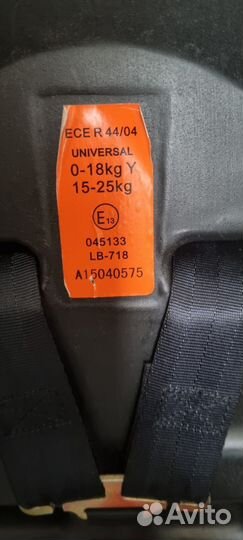 ECE R 44/04
UNIVERSAL
0-18kg Y
15-25kg
E13
045133
LB-718
A15040575
Avito